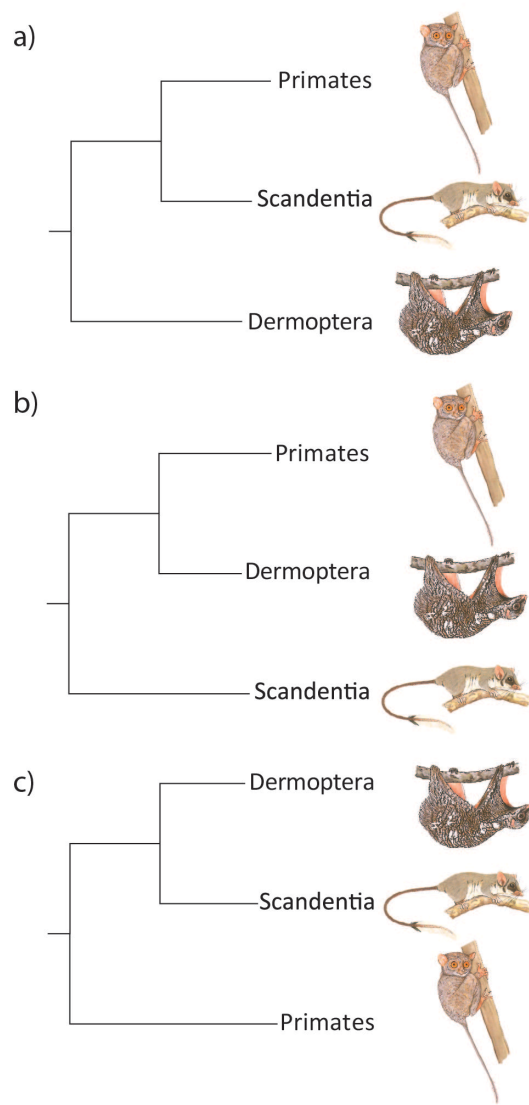 a)
Primates
Scandentia
Dermoptera
b)
Primates
Dermoptera
Scandentia
c)
Dermoptera
Scandentia
Primates